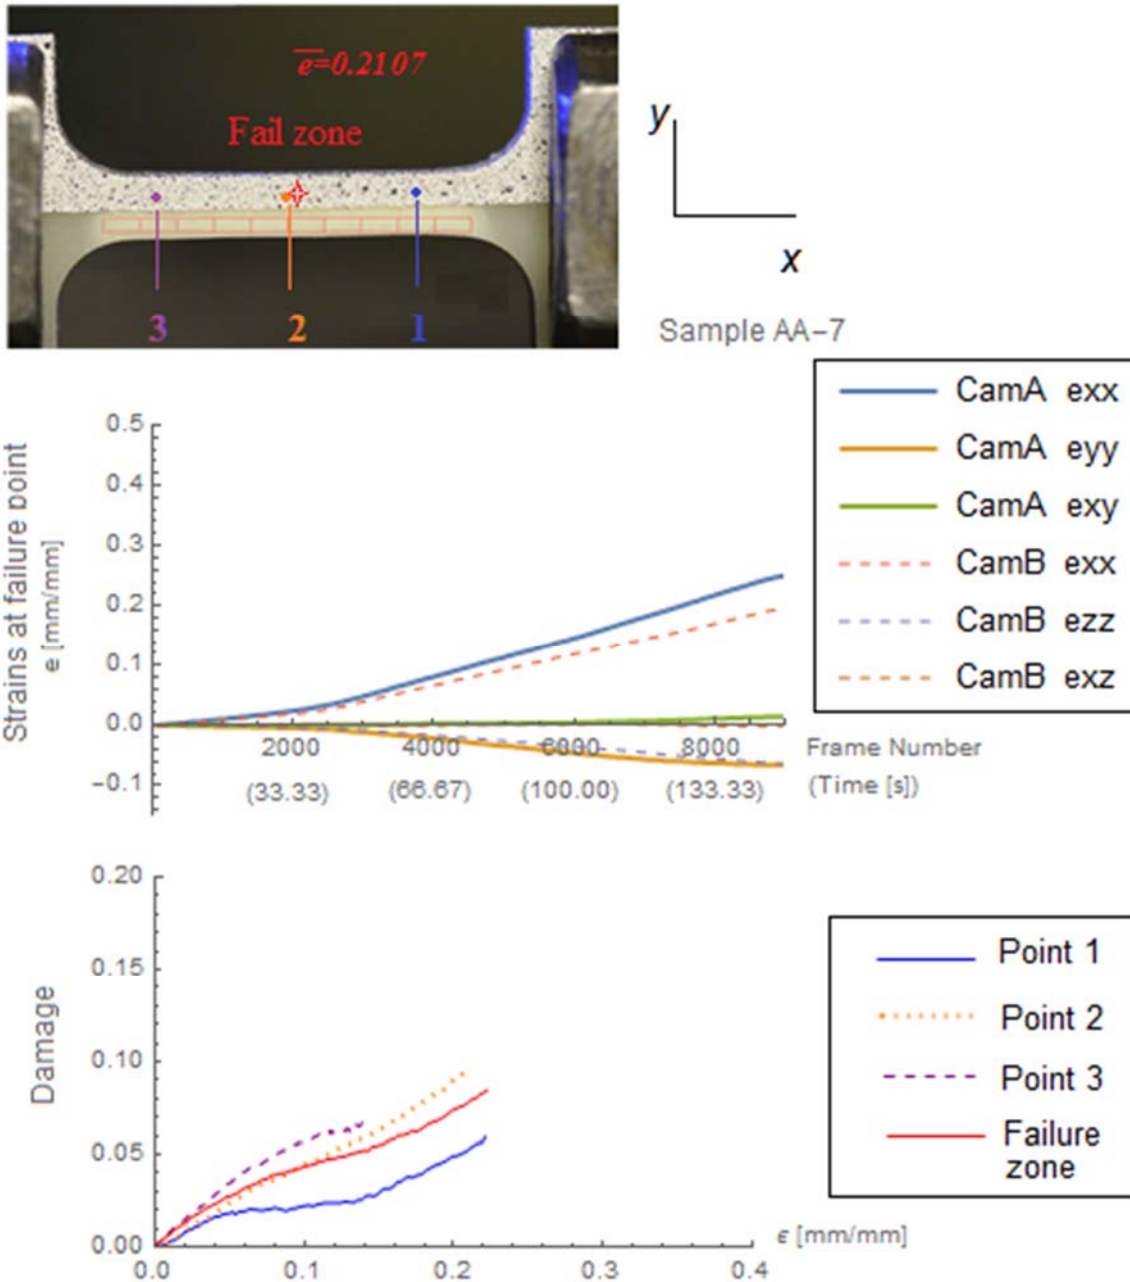 e=0.2107
Fail zone
3 2 1
y
x
Sample AA-7
CamA exx
CamA eyy
CamA exy
CamB exx
CamB ezz
CamB exz
Strains at failure point
e [mm/mm]
0.5
0.4
0.3
0.2
0.1
0.0
-0.1
2000 4000 6000 8000 Frame Number
(33.33) (66.67) (100.00) (133.33) (Time [s])
Damage
0.20
0.15
0.10
0.05
0.00
0.0 0.1 0.2 0.3 0.4
ϵ [mm/mm]
Point 1
Point 2
Point 3
Failure
zone